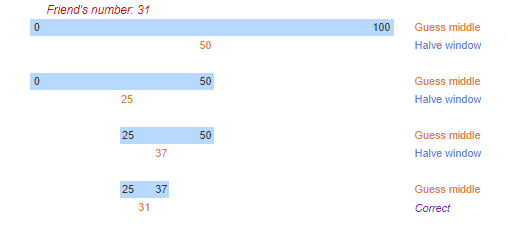 Friend's number: 31
0 100 Guess middle
50 Halve window
0 50 Guess middle
25 Halve window
25 50 Guess middle
37 Halve window
25 37 Guess middle
31 Correct